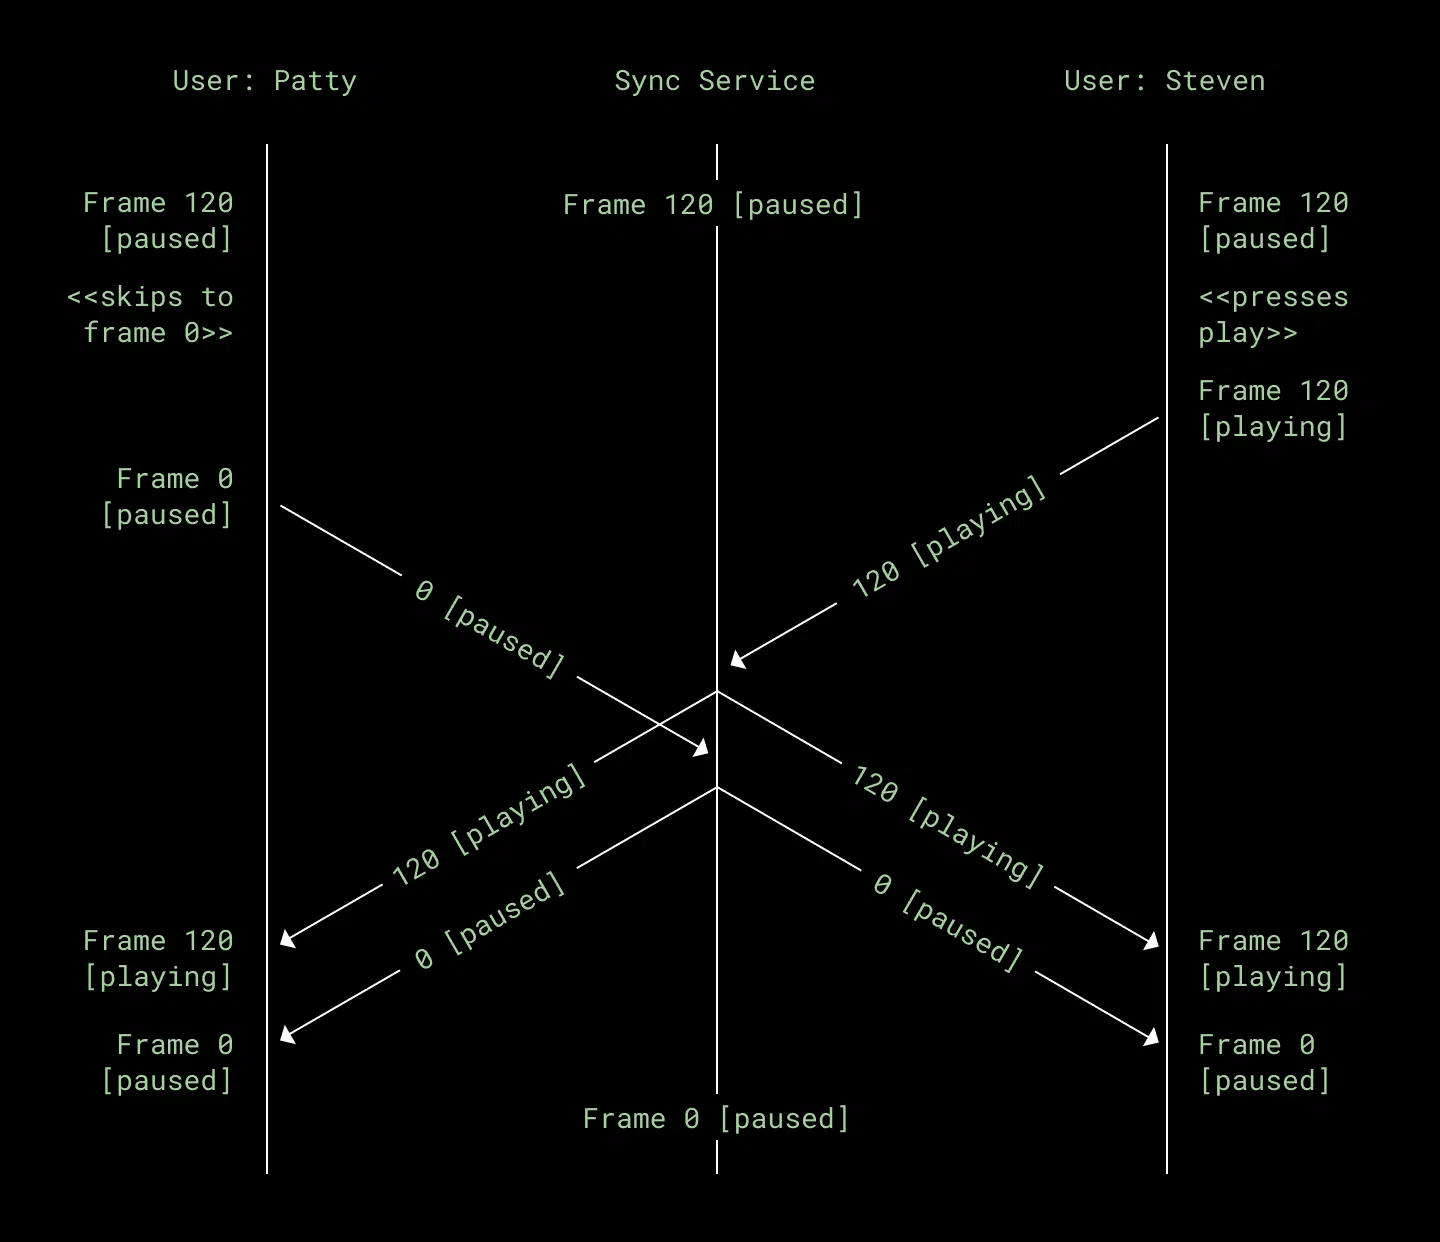 User: Patty
Sync Service
User: Steven
Frame 120
[paused]
Frame 120 [paused]
Frame 120
[paused]
<<skips to
frame 0>>
<<presses
play>>
Frame 120
[playing]
Frame 0
[paused]
120 [playing]
0 [paused]
120 [playing]
120 [playing]
0 [paused]
0 [paused]
Frame 120
[playing]
Frame 120
[playing]
Frame 0
[paused]
Frame 0
[paused]
Frame 0 [paused]